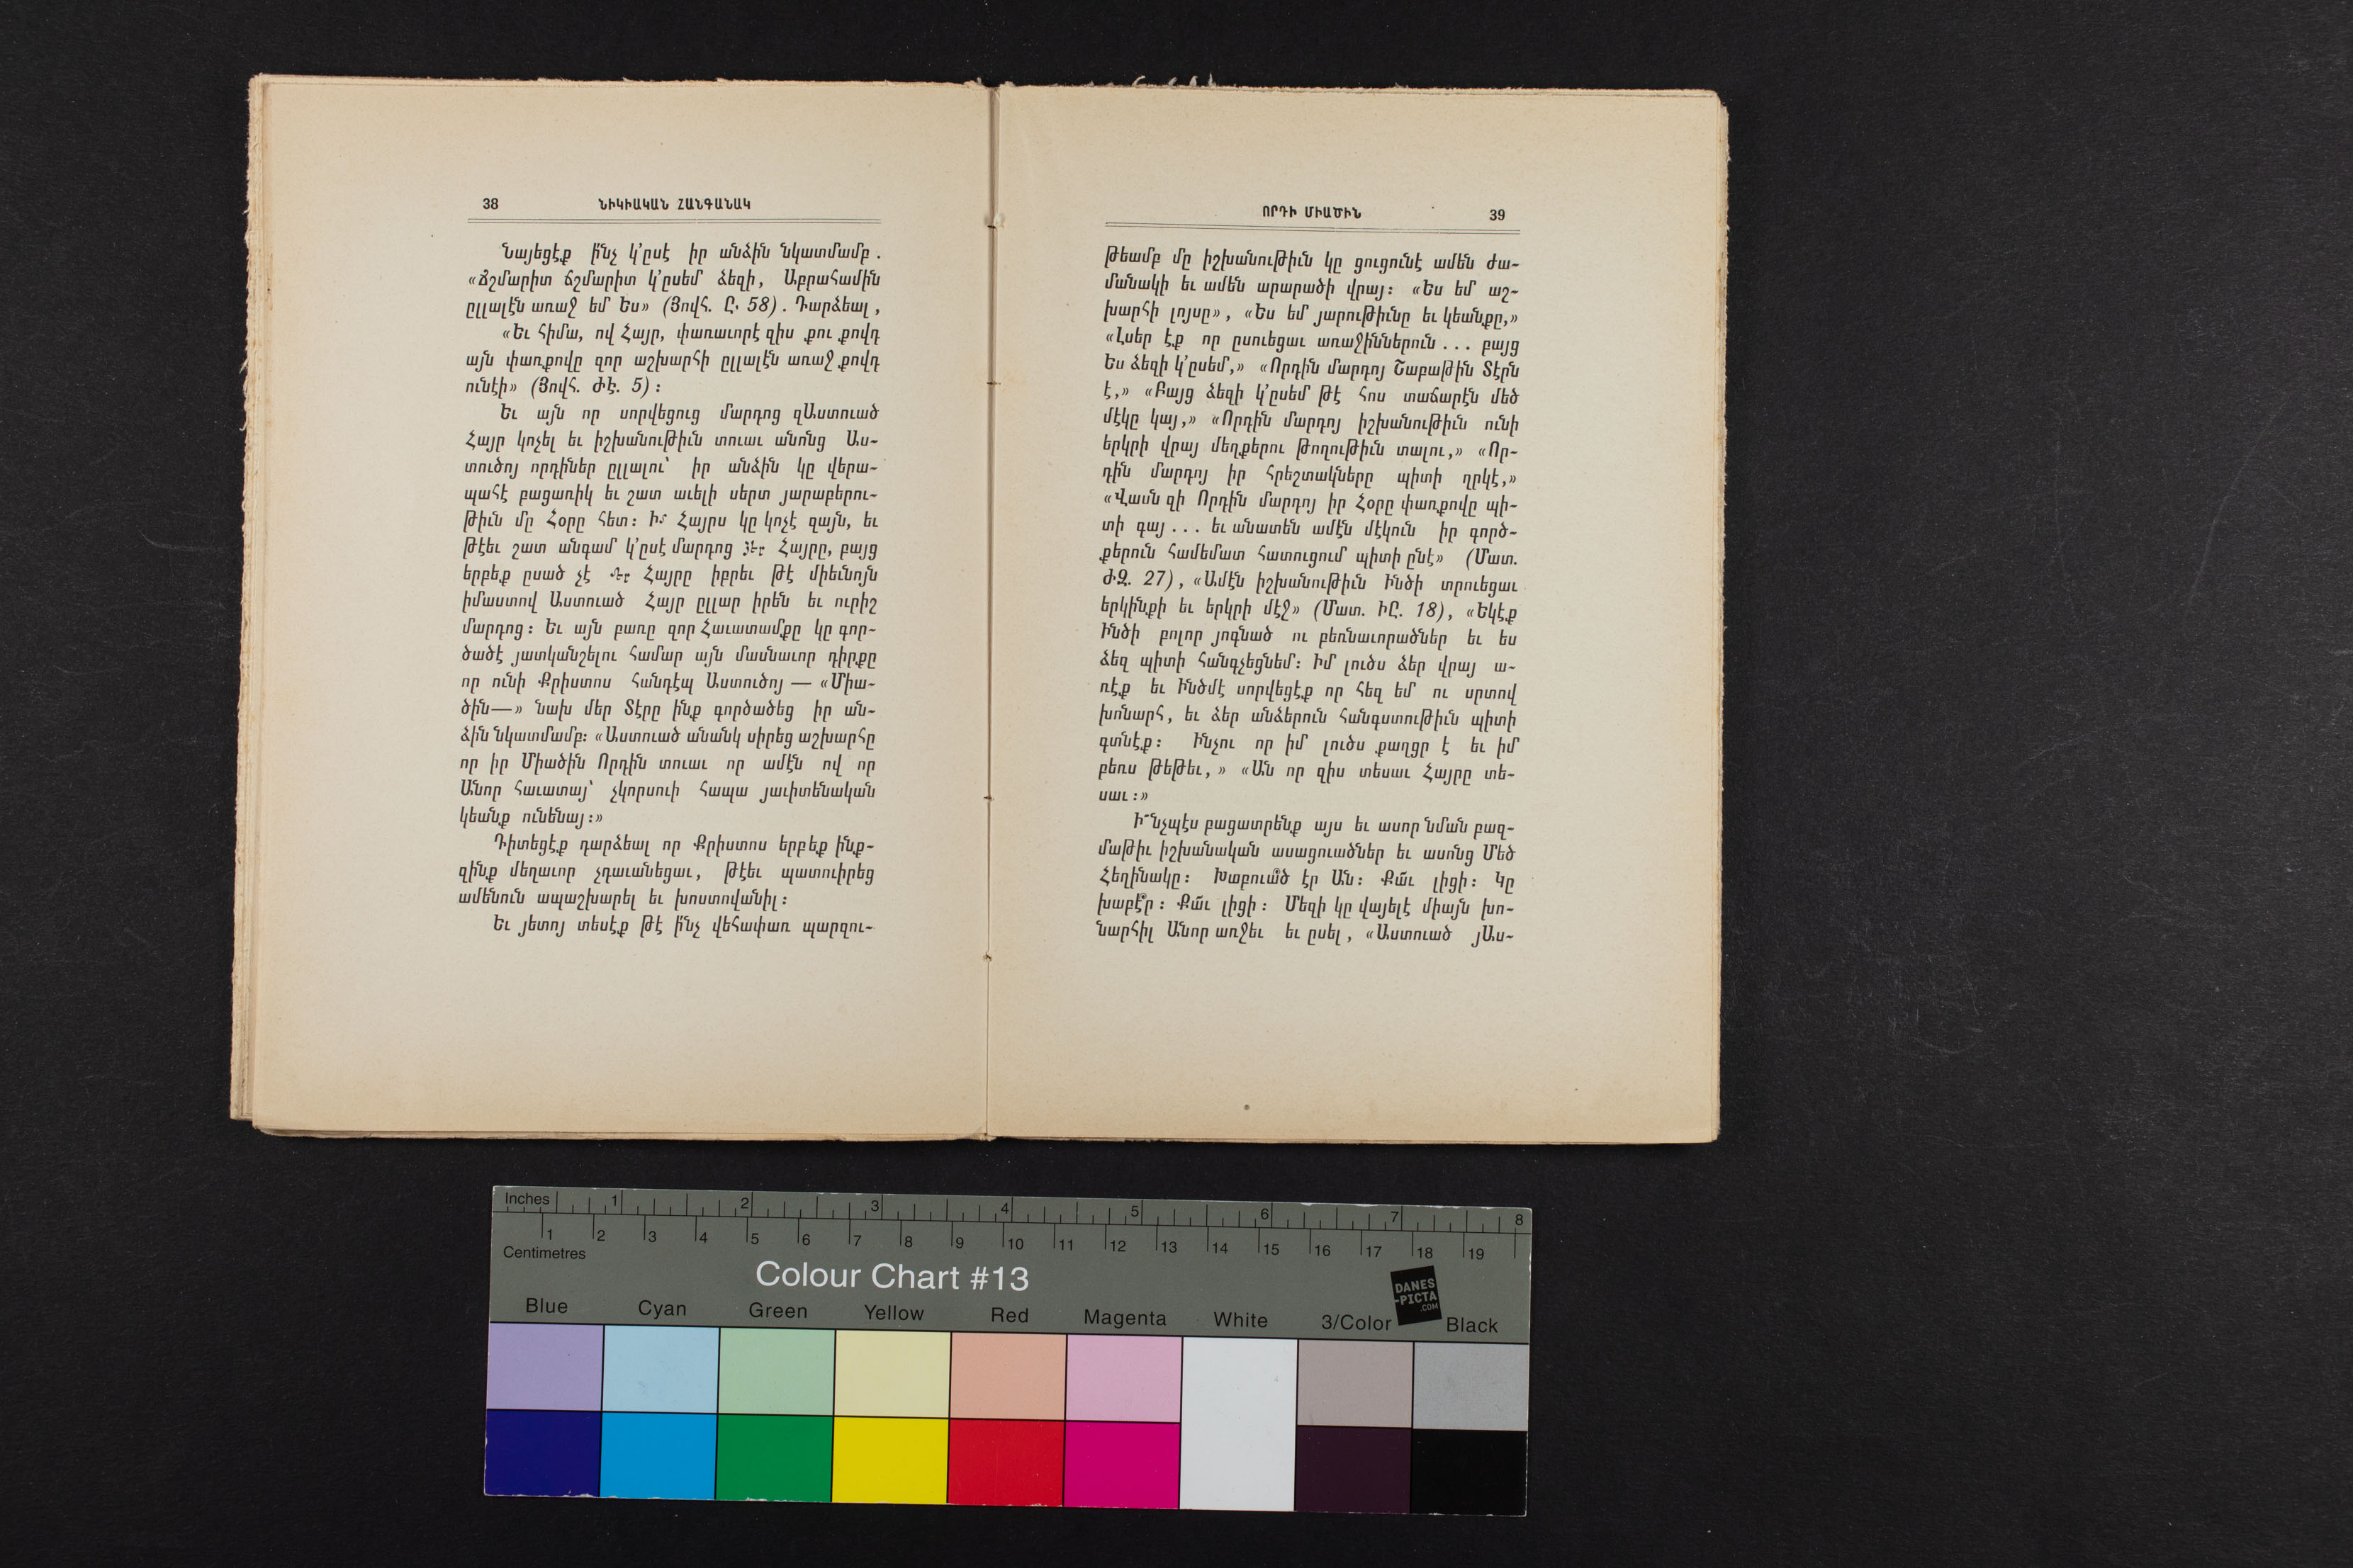 38
ՆԻԿԻԱԿԱՆ ՀԱՆԳԱՆԱԿ
Նայեցէք ի՛նչ կ՚ըսէ իր անձին նկատմամբ.
«Ճշմարիտ ճշմարիտ կ՚ըսեմ ձեզի, Աբրահամին
ըլլալէն առաջ եմ Ես» (Յովհ. Ը. 58). Դարձեալ,
«Եւ հիմա, ով Հայր, փառաւորէ զիս քու քովդ
այն փառքովը զոր աշխարհի ըլլալէն առաջ քովդ
ունէի» (Յովհ. ԺԷ. 5)։
Եւ այն որ սորվեցուց մարդոց զԱստուած
Հայր կոչել եւ իշխանութիւն տուաւ անոնց Աս-
տուծոյ որդիներ ըլլալու՝ իր անձին կը վերա-
պահէ բացառիկ եւ շատ աւելի սերտ յարաբերու-
թիւն մը Հօրը հետ։ Իմ Հայրս կը կոչէ զայն, եւ
թէեւ շատ անգամ կ՚ըսէ մարդոց ձեր Հայրը, բայց
երբեք ըսած չէ մեր Հայրը իբրեւ թէ միեւնոյն
իմաստով Աստուած Հայր ըլլար իրեն եւ ուրիշ
մարդոց։ Եւ այն բառը զոր Հաւատամքը կը գոր-
ծածէ յատկանշելու համար այն մասնաւոր դիրքը
որ ունի Քրիստոս հանդէպ Աստուծոյ — «Միա-
ծին—» նախ մեր Տէրը ինք գործածեց իր ան-
ձին նկատմամբ։ «Աստուած անանկ սիրեց աշխարհը
որ իր Միածին Որդին տուաւ որ ամէն ով որ
Անոր հաւատայ՝ չկորսուի հապա յաւիտենական
կեանք ունենայ։»
Դիտեցէք դարձեալ որ Քրիստոս երբեք ինք-
զինք մեղաւոր չդաւանեցաւ, թէեւ պատուիրեց
ամենուն ապաշխարել եւ խոստովանիլ։
Եւ յետոյ տեսէք թէ ի՛նչ վեհափառ պարզու-
ՈՐԴԻ ՄԻԱԾԻՆ
39
թեամբ մը իշխանութիւն կը ցուցունէ ամեն ժա-
մանակի եւ ամեն արարածի վրայ։ «Ես եմ աշ-
խարհի լոյսը», «Ես եմ յարութիւնը եւ կեանքը,»
«Լսեր էք որ ըսուեցաւ առաջիններուն... բայց
Ես ձեզի կ՚ըսեմ,» «Որդին մարդոյ Շաբաթին Տէրն
է,» «Բայց ձեզի կ՚ըսեմ թէ հոս տաճարէն մեծ
մէկը կայ,» «Որդին մարդոյ իշխանութիւն ունի
երկրի վրայ մեղքերու թողութիւն տալու,» «Որ-
դին մարդոյ իր հրեշտակները պիտի ղրկէ,»
«Վասն զի Որդին մարդոյ իր Հօրը փառքովը պի-
տի գայ... եւ անատեն ամէն մէկուն իր գործ-
քերուն համեմատ հատուցում պիտի ընէ» (Մատ.
ԺԶ. 27), «Ամէն իշխանութիւն Ինծի տրուեցաւ
երկինքի եւ երկրի մէջ» (Մատ. ԻԸ. 18), «Եկէք
Ինծի բոլոր յոգնած ու բեռնաւորածներ եւ ես
ձեզ պիտի հանգչեցնեմ։ Իմ լուծս ձեր վրայ ա-
ռէք եւ Ինծմէ սորվեցէք որ հեզ եմ ու սրտով
խոնարհ, եւ ձեր անձերուն հանգստութիւն պիտի
գտնէք։ Ինչու որ իմ լուծս քաղցր է եւ իմ
բեռս թեթեւ,» «Ան որ զիս տեսաւ Հայրը տե-
սաւ։»
Ի՞նչպէս բացատրենք այս եւ ասոր նման բազ-
մաթիւ իշխանական ասացուածներ եւ ասոնց Մեծ
Հեղինակը։ Խաբուա՞ծ էր Ան։ Քա՛ւ լիցի։ Կը
խաբէ՞ր։ Քա՛ւ լիցի։ Մեզի կը վայելէ միայն խո-
նարհիլ Անոր առջեւ եւ ըսել, «Աստուած յԱս-
Inches 1 2 3 4 5 6 7 8
1 2 3 4 5 6 7 8 9 10 11 12 13 14 15 16 17 18 19
Centimetres
Colour Chart #13
DANES
-PICTA
.COM
Blue Cyan Green Yellow Red Magenta White 3/Color Black